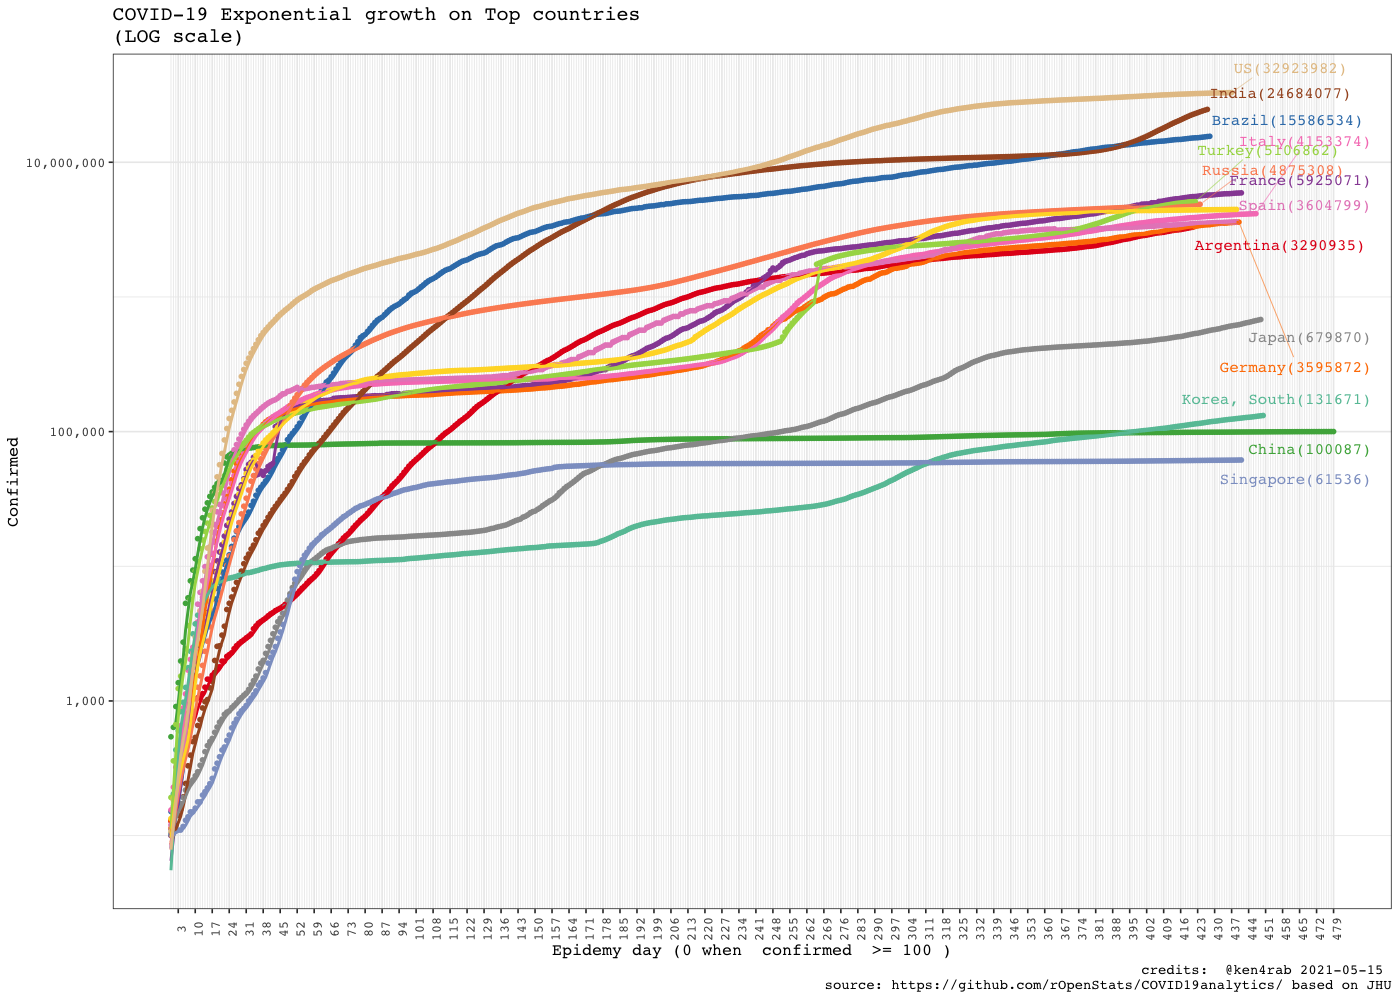 COVID-19 Exponential growth on Top countries
(LOG scale)
US(32923982)
India(24684077)
Brazil(15586534)
Italy(4153374)
Turkey(5106862)
Russia(4875308)
France(5925071)
Spain(3604799)
Argentina(3290935)
Japan(679870)
Germany(3595872)
Korea, South(131671)
China(100087)
Singapore(61536)
10,000,000
100,000
1,000
Confirmed
3 10 17 24 31 38 45 52 59 66 73 80 87 94 101 108 115 122 129 136 143 150 157 164 171 178 185 192 199 206 213 220 227 234 241 248 255 262 269 276 283 290 297 304 311 318 325 332 339 346 353 360 367 374 381 388 395 402 409 416 423 430 437 444 451 458 465 472 479
Epidemy day (0 when  confirmed  >= 100 )
credits:  @ken4rab 2021-05-15
source: https://github.com/rOpenStats/COVID19analytics/ based on JHU